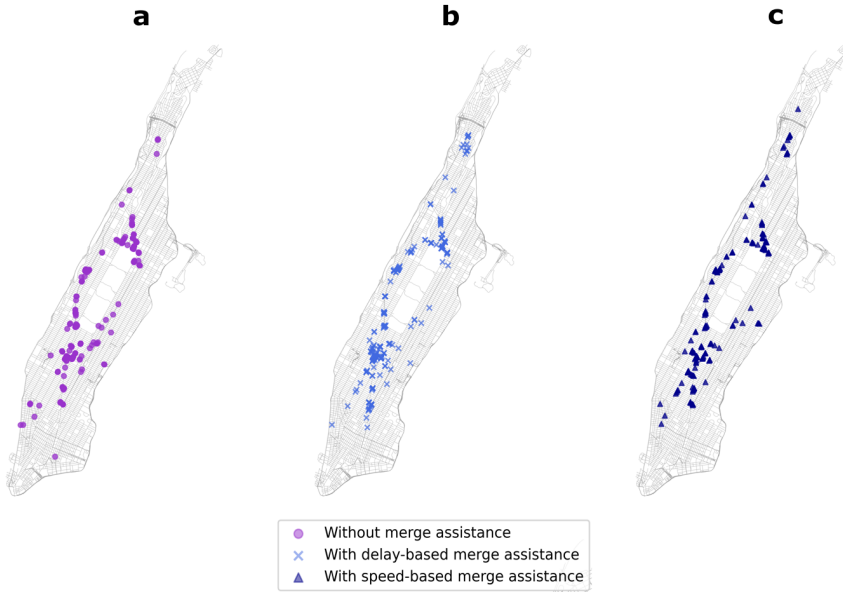 a
b
c
Without merge assistance
With delay-based merge assistance
With speed-based merge assistance